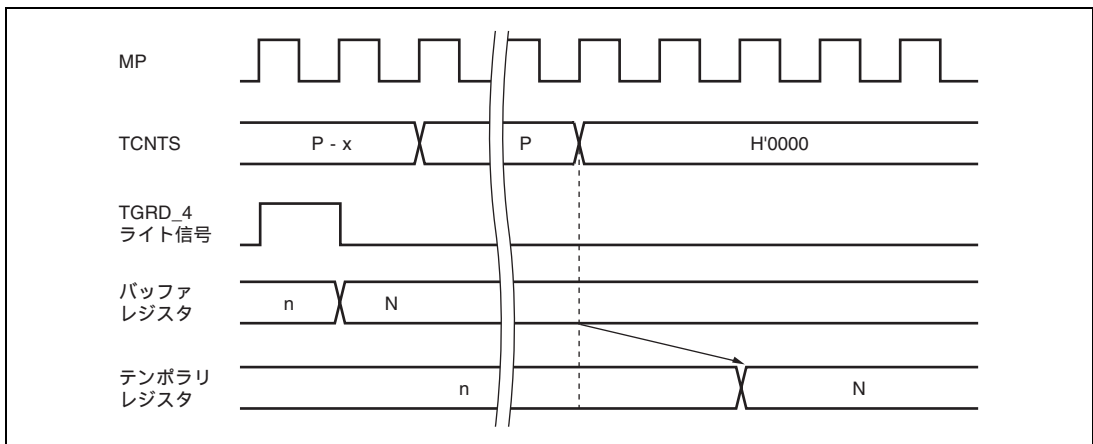 MP
TCNTS
P - x
P
H'0000
TGRD_4
ライト信号
バッファ
レジスタ
n
N
テンポラリ
レジスタ
n
N